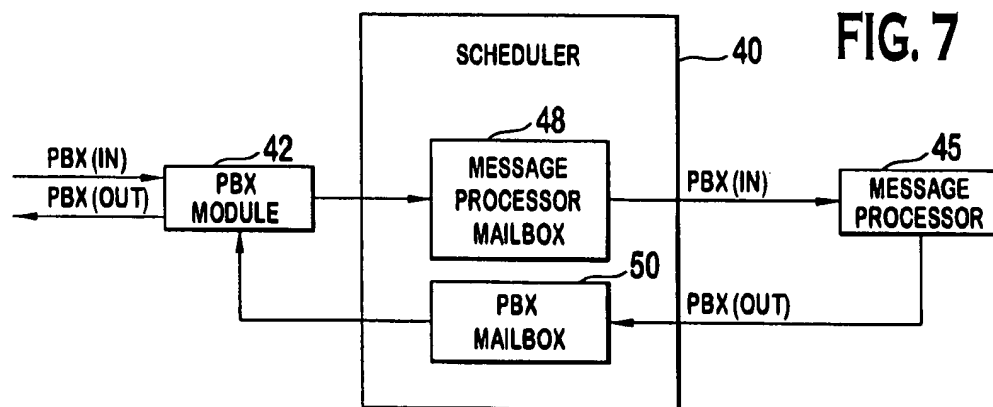 FIG. 7
SCHEDULER
40
PBX (IN)
PBX (OUT)
42
PBX
MODULE
48
MESSAGE
PROCESSOR
MAILBOX
PBX (IN)
45
MESSAGE
PROCESSOR
50
PBX
MAILBOX
PBX (OUT)